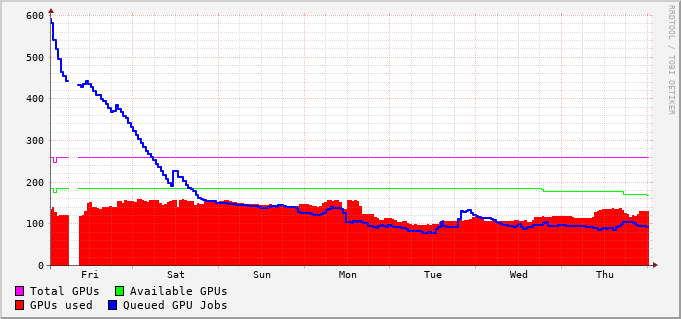 600
500
400
300
200
100
0
Fri Sat Sun Mon Tue Wed Thu
Total GPUs Available GPUs
GPUs used Queued GPU Jobs
RRDTOOL / TOBI OETIKER